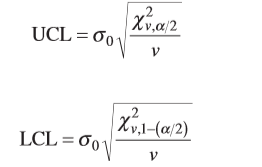 UCL = σ₀√(χ²ᵥ,α/2 / ν)
LCL = σ₀√(χ²ᵥ,1−(α/2) / ν)